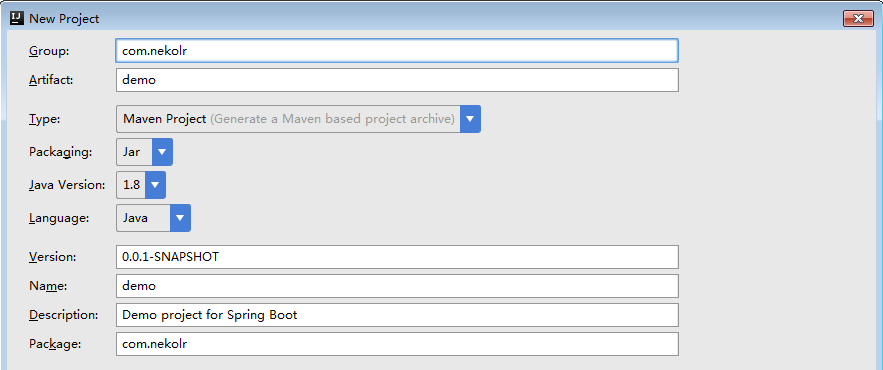 New Project
Group: com.nekolr
Artifact: demo
Type: Maven Project (Generate a Maven based project archive)
Packaging: Jar
Java Version: 1.8
Language: Java
Version: 0.0.1-SNAPSHOT
Name: demo
Description: Demo project for Spring Boot
Package: com.nekolr